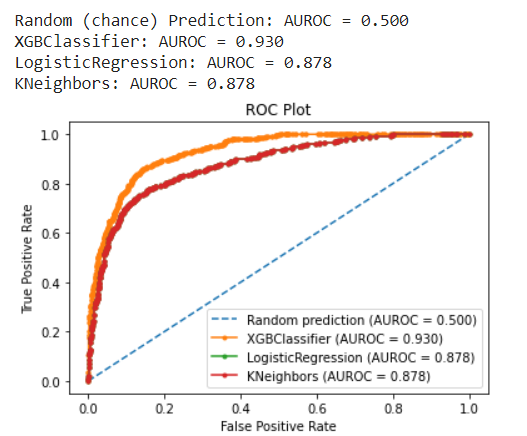 Random (chance) Prediction: AUROC = 0.500
XGBClassifier: AUROC = 0.930
LogisticRegression: AUROC = 0.878
KNeighbors: AUROC = 0.878
ROC Plot
1.0
0.8
0.6
0.4
0.2
0.0
True Positive Rate
Random prediction (AUROC = 0.500)
XGBClassifier (AUROC = 0.930)
LogisticRegression (AUROC = 0.878)
KNeighbors (AUROC = 0.878)
0.0 0.2 0.4 0.6 0.8 1.0
False Positive Rate